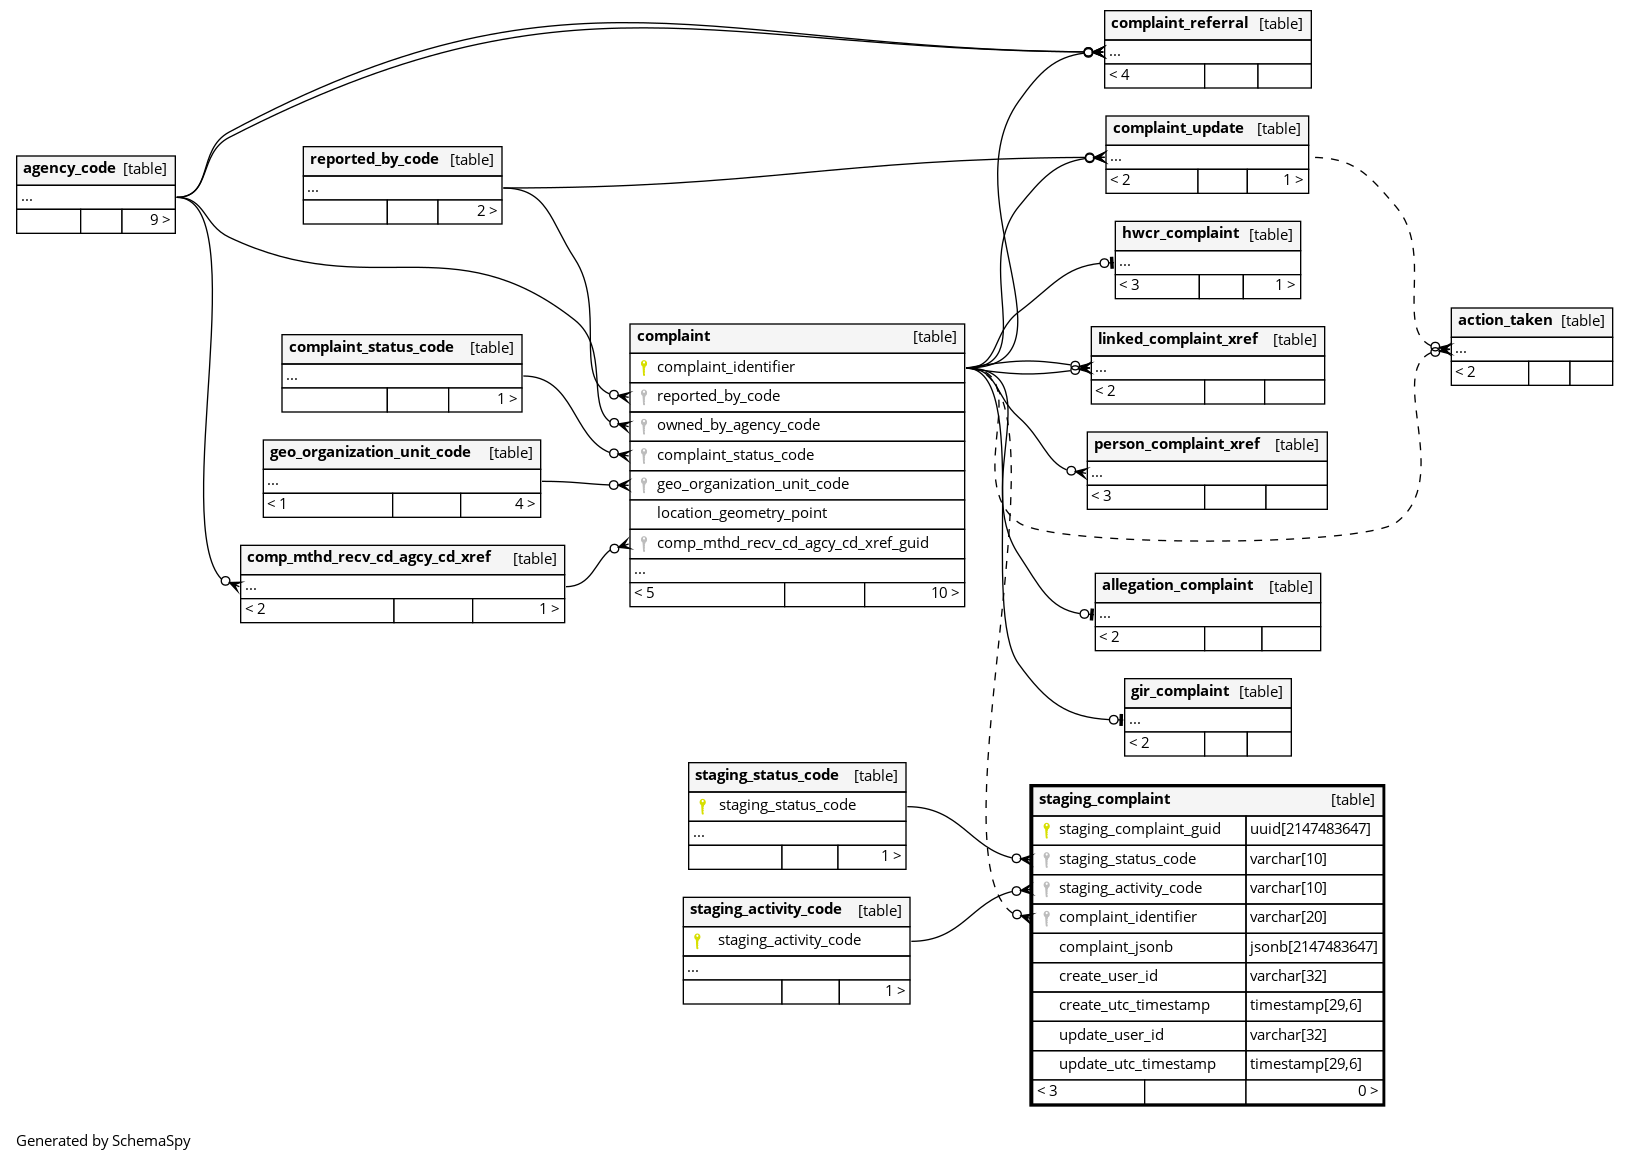 complaint_referral [table]
...
< 4
complaint_update [table]
...
< 2 1 >
agency_code [table]
...
9 >
reported_by_code [table]
...
2 >
hwcr_complaint [table]
...
< 3 1 >
action_taken [table]
...
< 2
complaint_status_code [table]
...
1 >
complaint [table]
complaint_identifier
reported_by_code
owned_by_agency_code
complaint_status_code
geo_organization_unit_code
location_geometry_point
comp_mthd_recv_cd_agcy_cd_xref_guid
...
< 5 10 >
linked_complaint_xref [table]
...
< 2
geo_organization_unit_code [table]
...
< 1 4 >
person_complaint_xref [table]
...
< 3
comp_mthd_recv_cd_agcy_cd_xref [table]
...
< 2 1 >
allegation_complaint [table]
...
< 2
gir_complaint [table]
...
< 2
staging_status_code [table]
staging_status_code
...
1 >
staging_activity_code [table]
staging_activity_code
...
1 >
staging_complaint [table]
staging_complaint_guid uuid[2147483647]
staging_status_code varchar[10]
staging_activity_code varchar[10]
complaint_identifier varchar[20]
complaint_jsonb jsonb[2147483647]
create_user_id varchar[32]
create_utc_timestamp timestamp[29,6]
update_user_id varchar[32]
update_utc_timestamp timestamp[29,6]
< 3 0 >
Generated by SchemaSpy